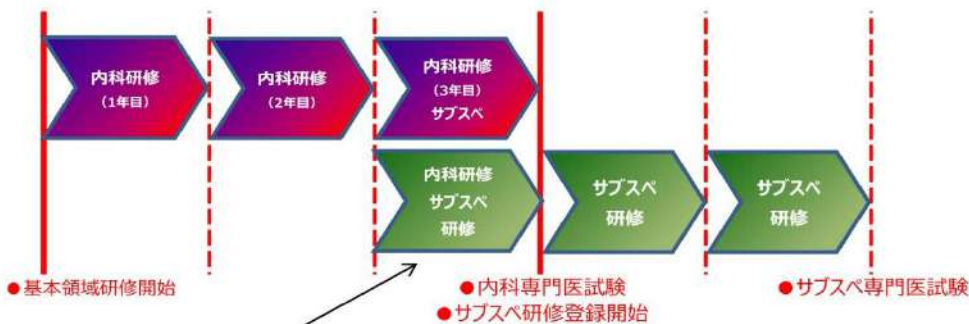 内科研修
（1年目）
内科研修
（2年目）
内科研修
（3年目）
サブスペ
内科研修
サブスペ
研修
サブスペ
研修
サブスペ
研修
●基本領域研修開始
●内科専門医試験
●サブスペ研修登録開始
●サブスペ専門医試験